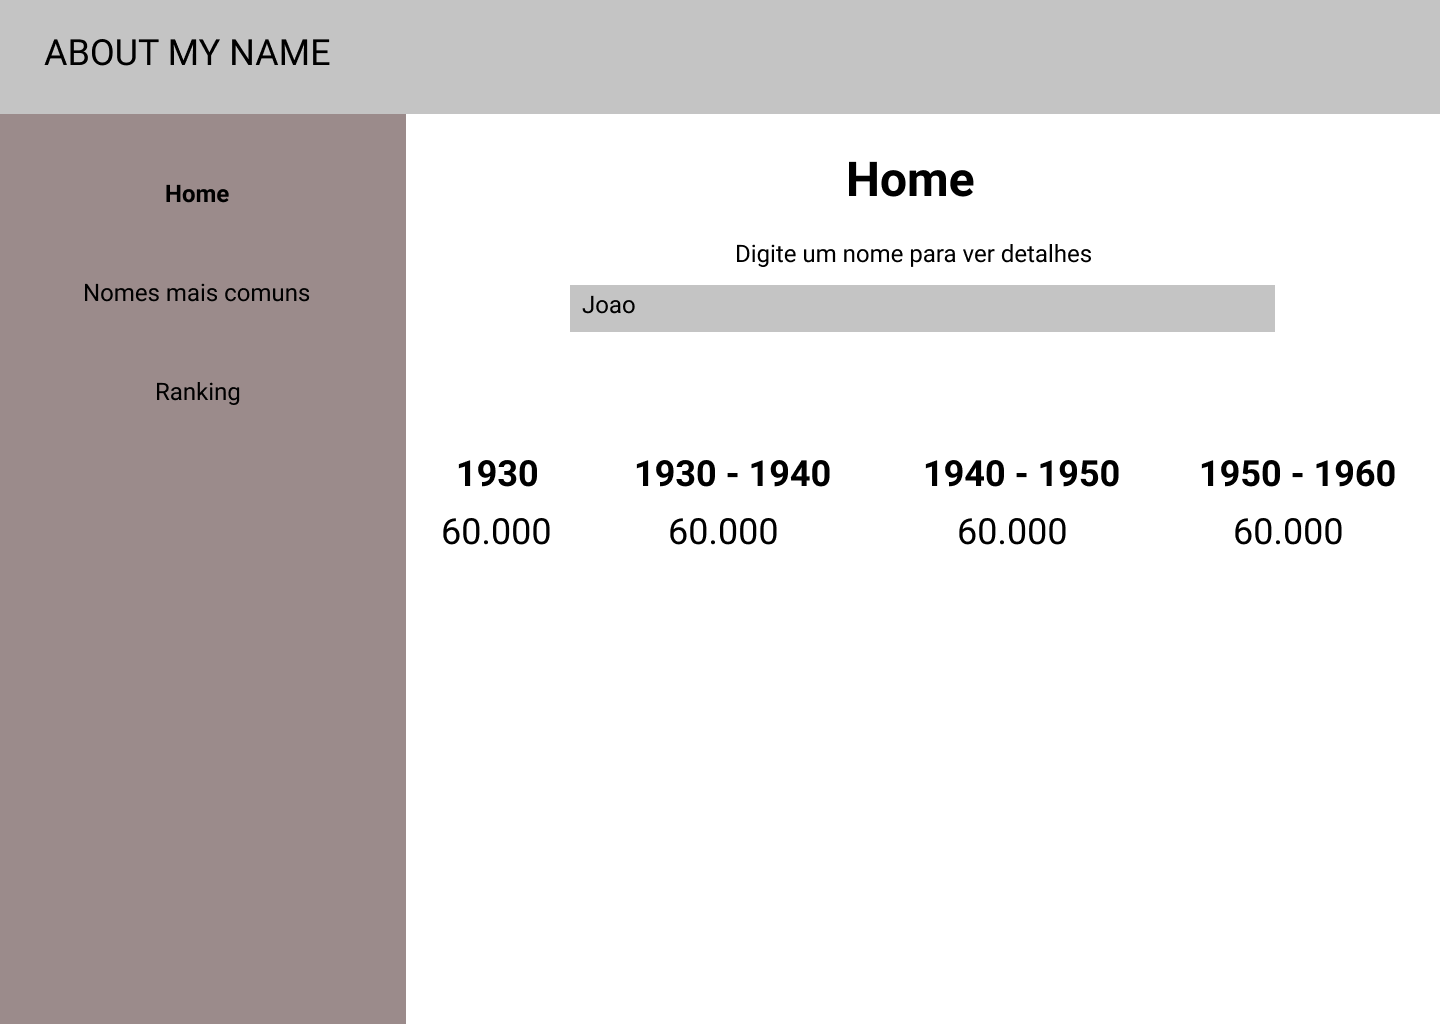 ABOUT MY NAME
Home
Nomes mais comuns
Ranking
Home
Digite um nome para ver detalhes
Joao
1930 1930 - 1940 1940 - 1950 1950 - 1960
60.000 60.000 60.000 60.000